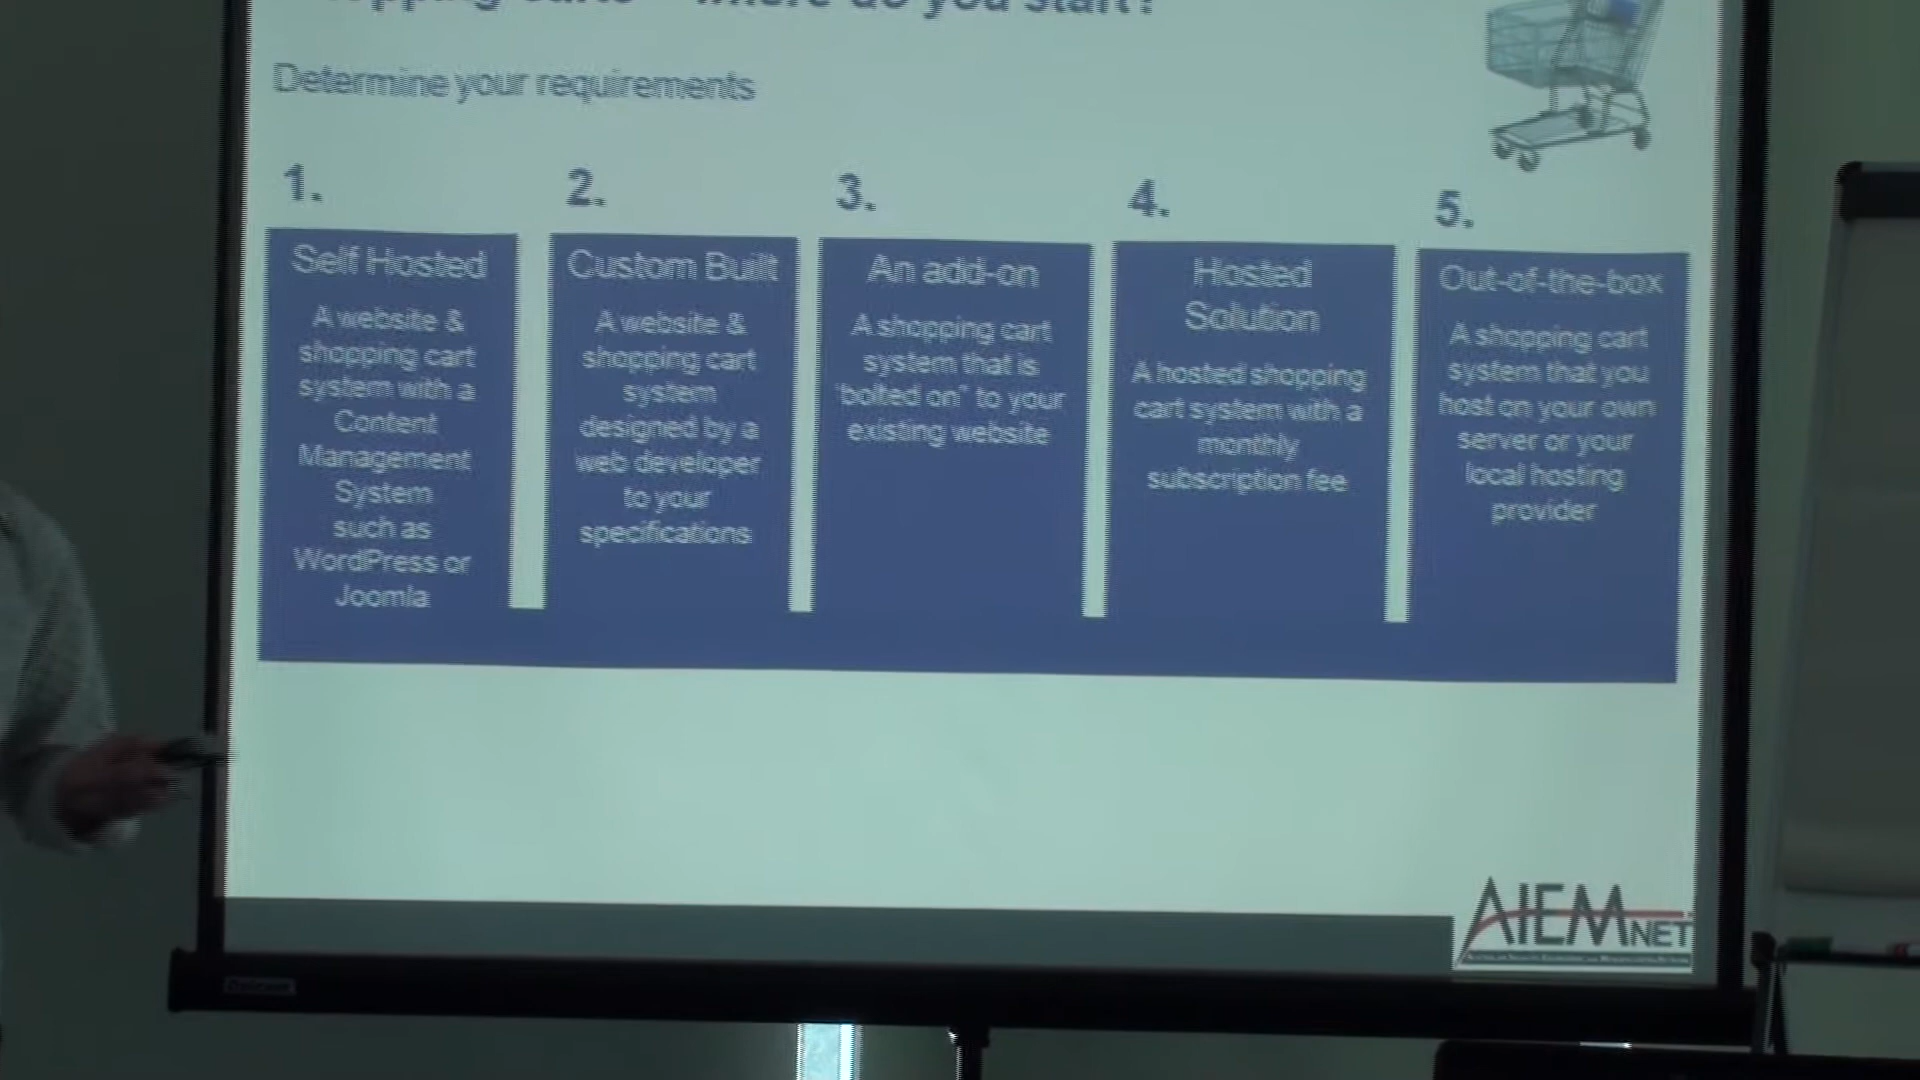 where do you start?
Determine your requirements
1.
Self Hosted
A website &
shopping cart
system with a
Content
Management
System
such as
WordPress or
Joomla
2.
Custom Built
A website &
shopping cart
system
designed by a
web developer
to your
specifications
3.
An add-on
A shopping cart
system that is
"bolted on" to your
existing website
4.
Hosted
Solution
A hosted shopping
cart system with a
monthly
subscription fee
5.
Out-of-the-box
A shopping cart
system that you
host on your own
server or your
local hosting
provider
AIEMNET